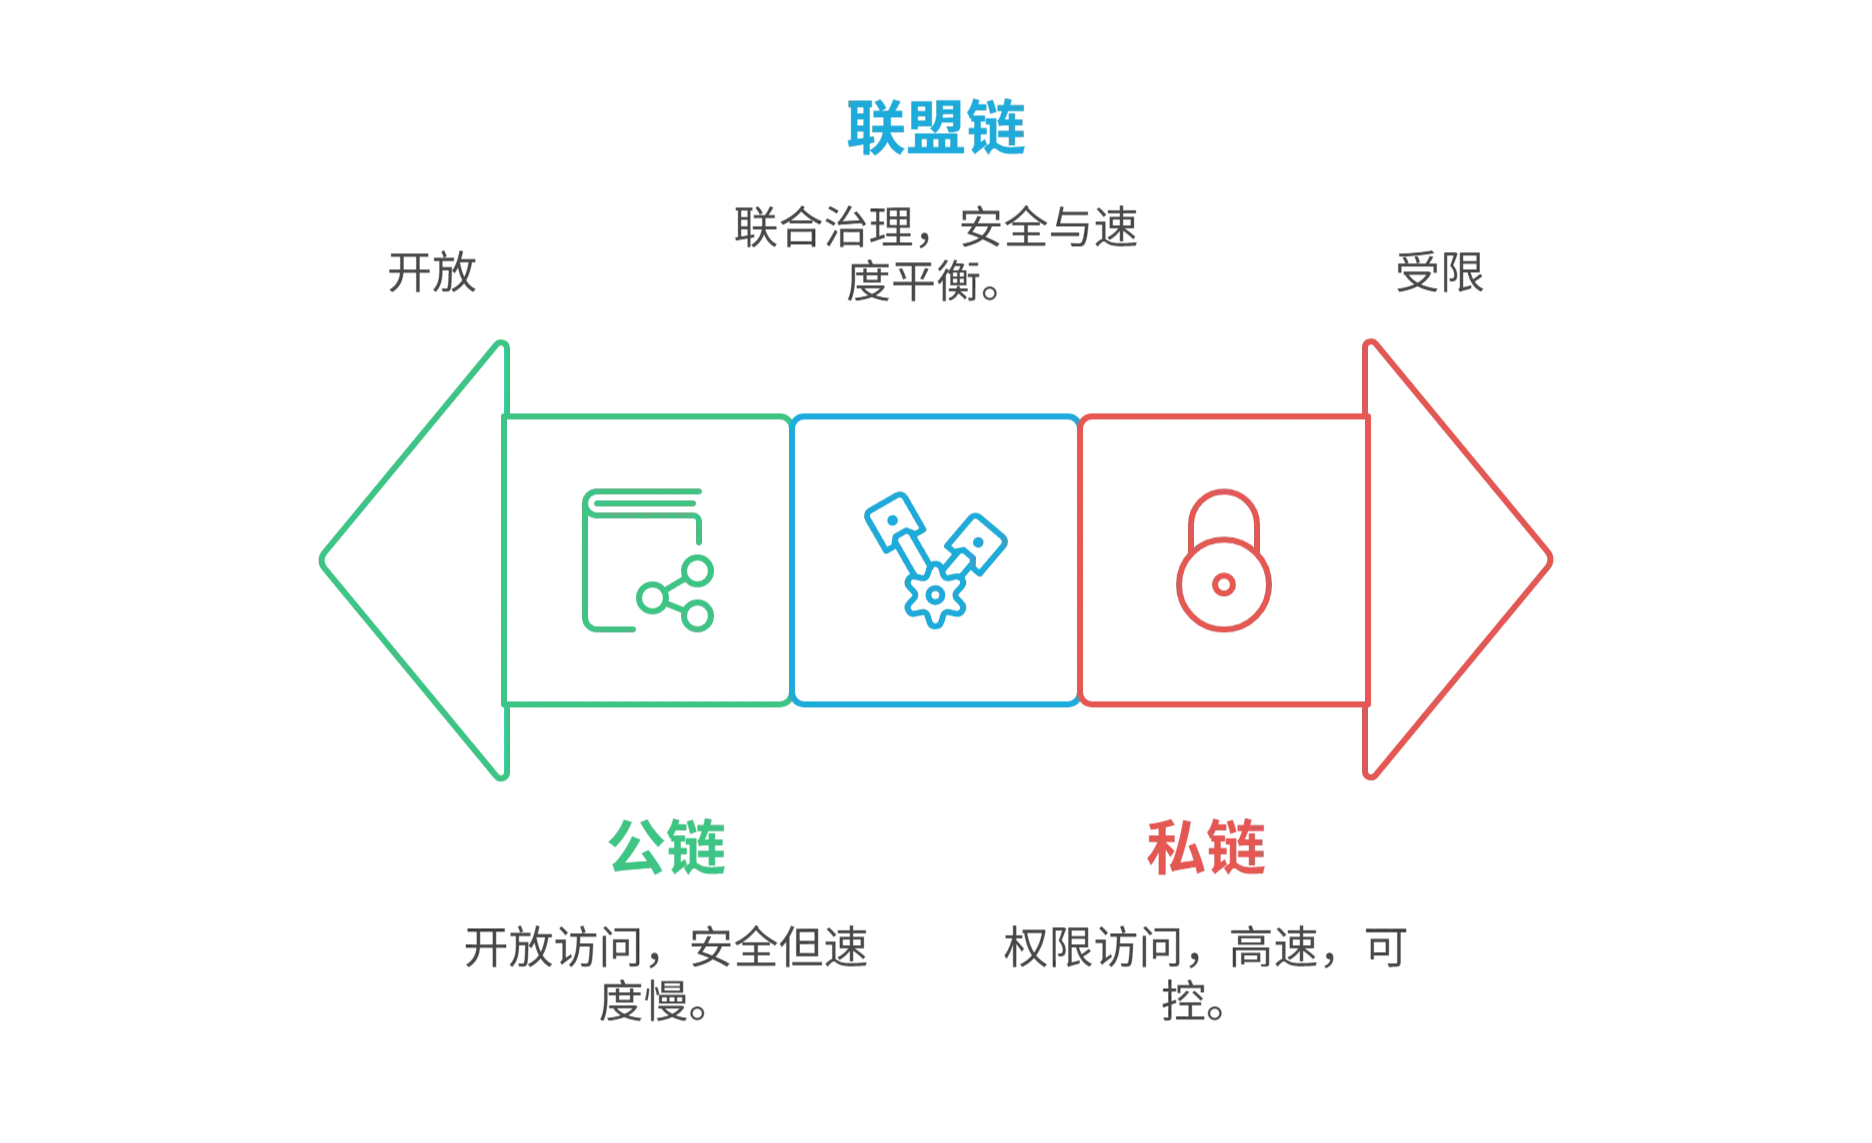 联盟链
联合治理，安全与速
度平衡。
开放
受限
公链
开放访问，安全但速
度慢。
私链
权限访问，高速，可
控。